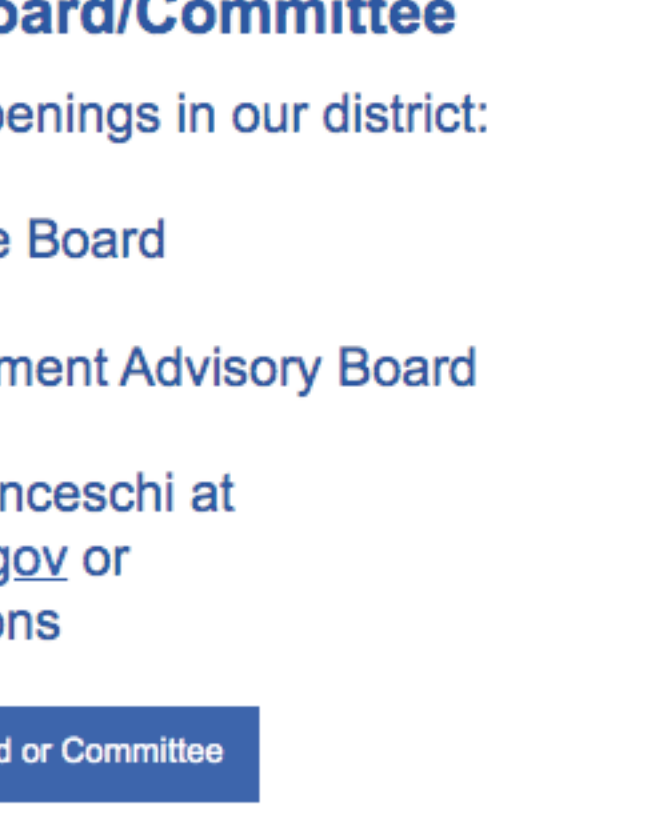 oard/Committee
penings in our district:
e Board
ment Advisory Board
nceschi at
gov or
ons
d or Committee